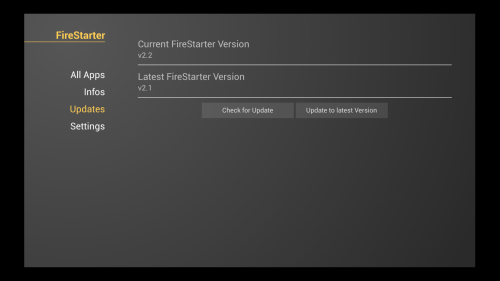 FireStarter
All Apps
Infos
Updates
Settings
Current FireStarter Version
v2.2
Latest FireStarter Version
v2.1
Check for Update
Update to latest Version